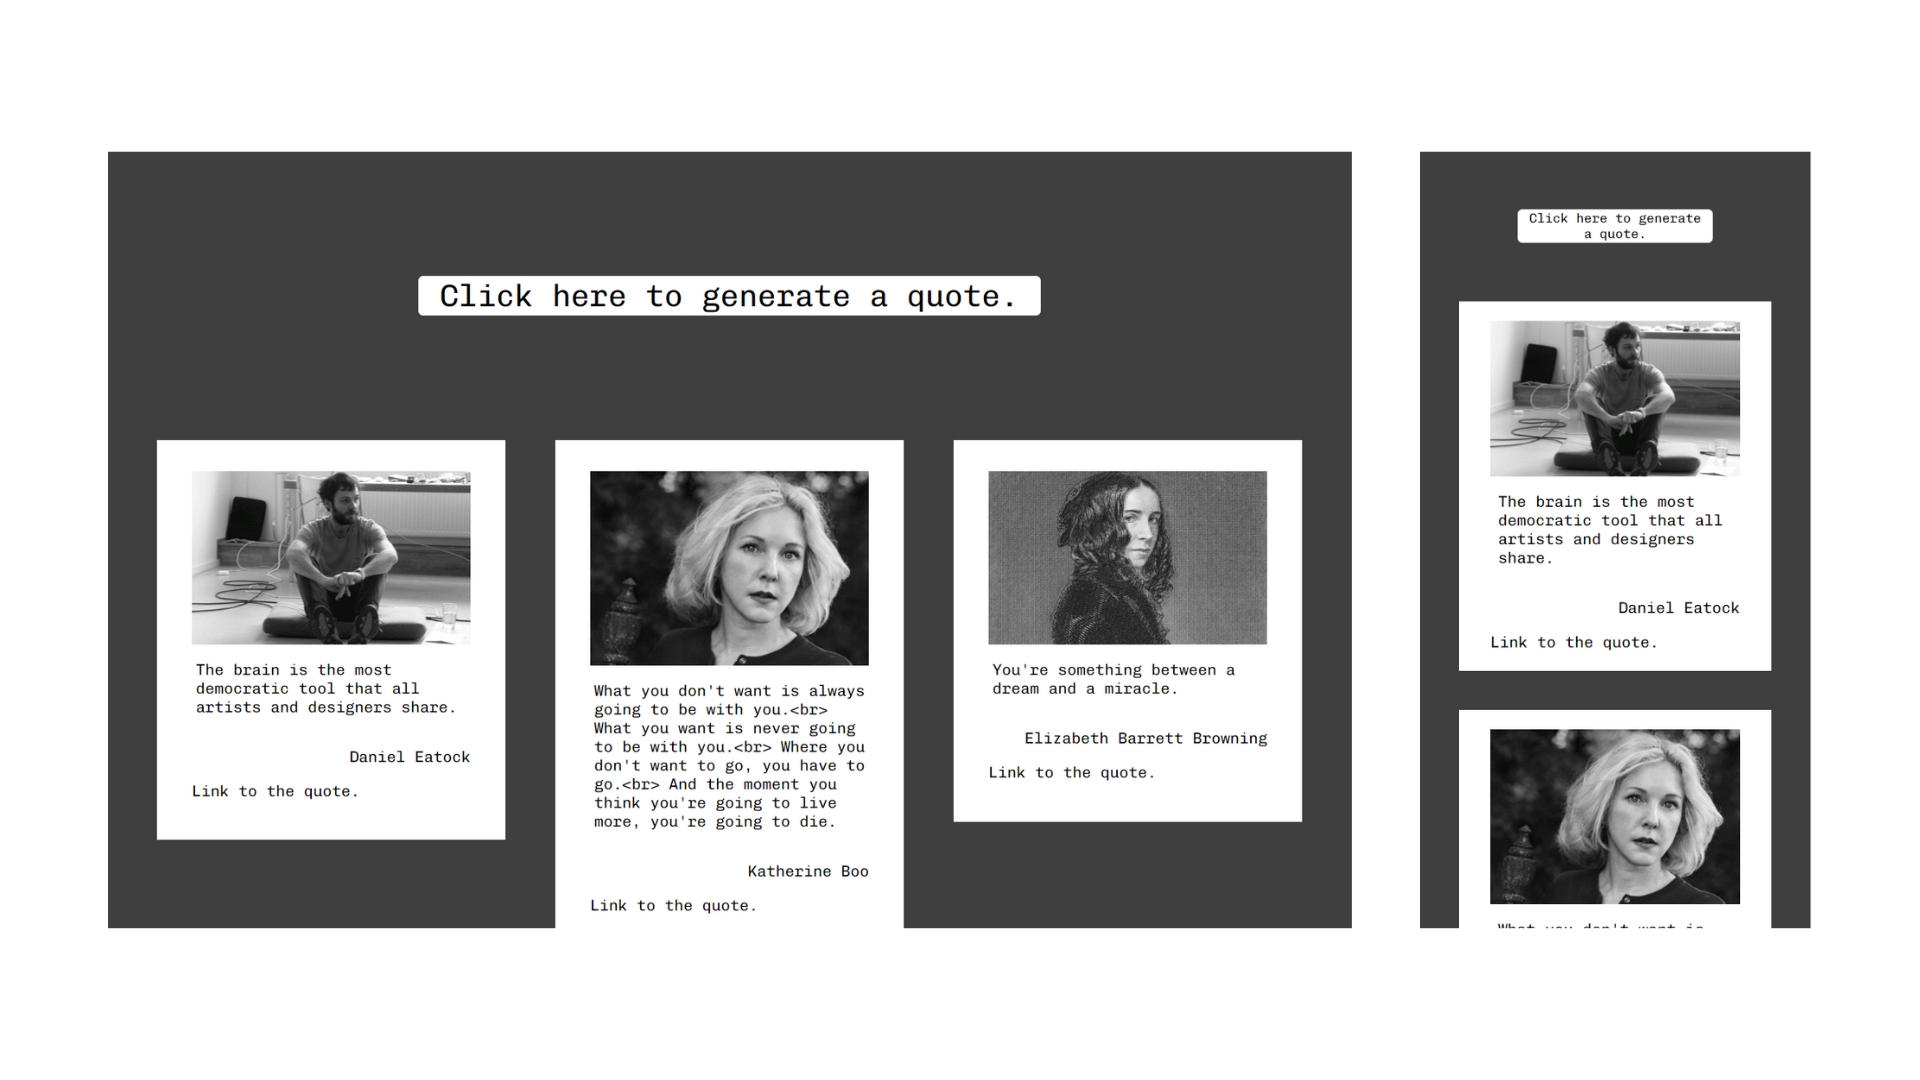 Click here to generate a quote.
The brain is the most
democratic tool that all
artists and designers share.
Daniel Eatock
Link to the quote.
What you don't want is always
going to be with you.<br>
What you want is never going
to be with you.<br> Where you
don't want to go, you have to
go.<br> And the moment you
think you're going to live
more, you're going to die.
Katherine Boo
Link to the quote.
You're something between a
dream and a miracle.
Elizabeth Barrett Browning
Link to the quote.
Click here to generate
a quote.
The brain is the most
democratic tool that all
artists and designers
share.
Daniel Eatock
Link to the quote.
What you don't want is